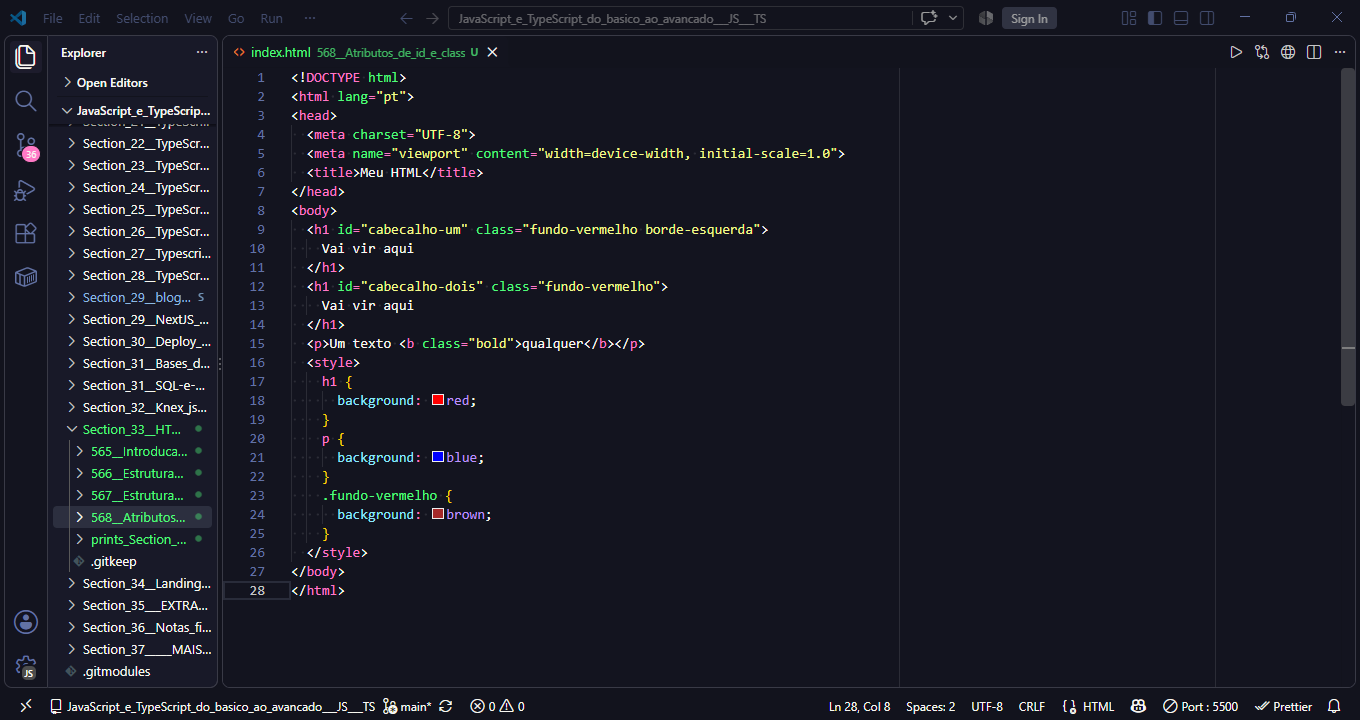 File Edit Selection View Go Run ···
JavaScript_e_TypeScript_do_basico_ao_avancado___JS__TS
Sign In
Explorer
Open Editors
JavaScript_e_TypeScrip...
Section_22__TypeScr...
Section_23__TypeScr...
Section_24__TypeScr...
Section_25__TypeScr...
Section_26__TypeScr...
Section_27__Typescri...
Section_28__TypeScr...
Section_29__blog... S
Section_29__NextJS_...
Section_30__Deploy_...
Section_31__Bases_d...
Section_31__SQL-e-...
Section_32__Knex_js...
Section_33__HT...
565__Introduca...
566__Estrutura...
567__Estrutura...
568__Atributos...
prints_Section_...
.gitkeep
Section_34__Landing...
Section_35___EXTRA...
Section_36__Notas_fi...
Section_37_____MAIS...
.gitmodules
36
index.html 568__Atributos_de_id_e_class U
1 <!DOCTYPE html>
2 <html lang="pt">
3 <head>
4 <meta charset="UTF-8">
5 <meta name="viewport" content="width=device-width, initial-scale=1.0">
6 <title>Meu HTML</title>
7 </head>
8 <body>
9 <h1 id="cabecalho-um" class="fundo-vermelho borde-esquerda">
10 Vai vir aqui
11 </h1>
12 <h1 id="cabecalho-dois" class="fundo-vermelho">
13 Vai vir aqui
14 </h1>
15 <p>Um texto <b class="bold">qualquer</b></p>
16 <style>
17 h1 {
18 background: red;
19 }
20 p {
21 background: blue;
22 }
23 .fundo-vermelho {
24 background: brown;
25 }
26 </style>
27 </body>
28 </html>
JS
JavaScript_e_TypeScript_do_basico_ao_avancado___JS__TS main* 0 0
Ln 28, Col 8 Spaces: 2 UTF-8 CRLF HTML Port : 5500 Prettier